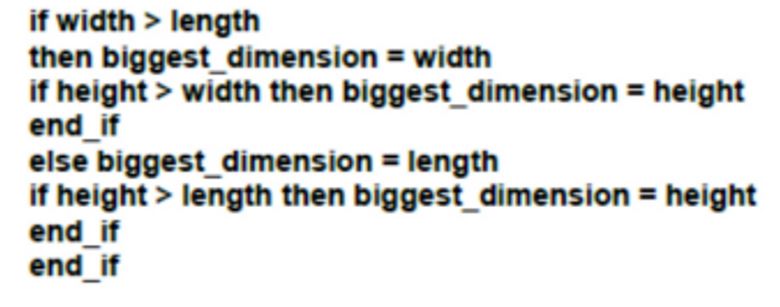 if width > length
then biggest_dimension = width
if height > width then biggest_dimension = height
end_if
else biggest_dimension = length
if height > length then biggest_dimension = height
end_if
end_if